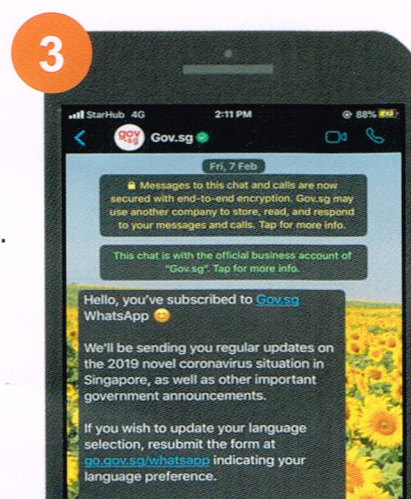 3
StarHub 4G 2:11 PM 88%
gov
.sg
Gov.sg
Fri, 7 Feb
Messages to this chat and calls are now
secured with end-to-end encryption. Gov.sg may
use another company to store, read, and respond
to your messages and calls. Tap for more info.
This chat is with the official business account of
"Gov.sg". Tap for more info.
Hello, you've subscribed to Gov.sg
WhatsApp 😊
We'll be sending you regular updates on
the 2019 novel coronavirus situation in
Singapore, as well as other important
government announcements.
If you wish to update your language
selection, resubmit the form at
go.gov.sg/whatsapp indicating your
language preference.